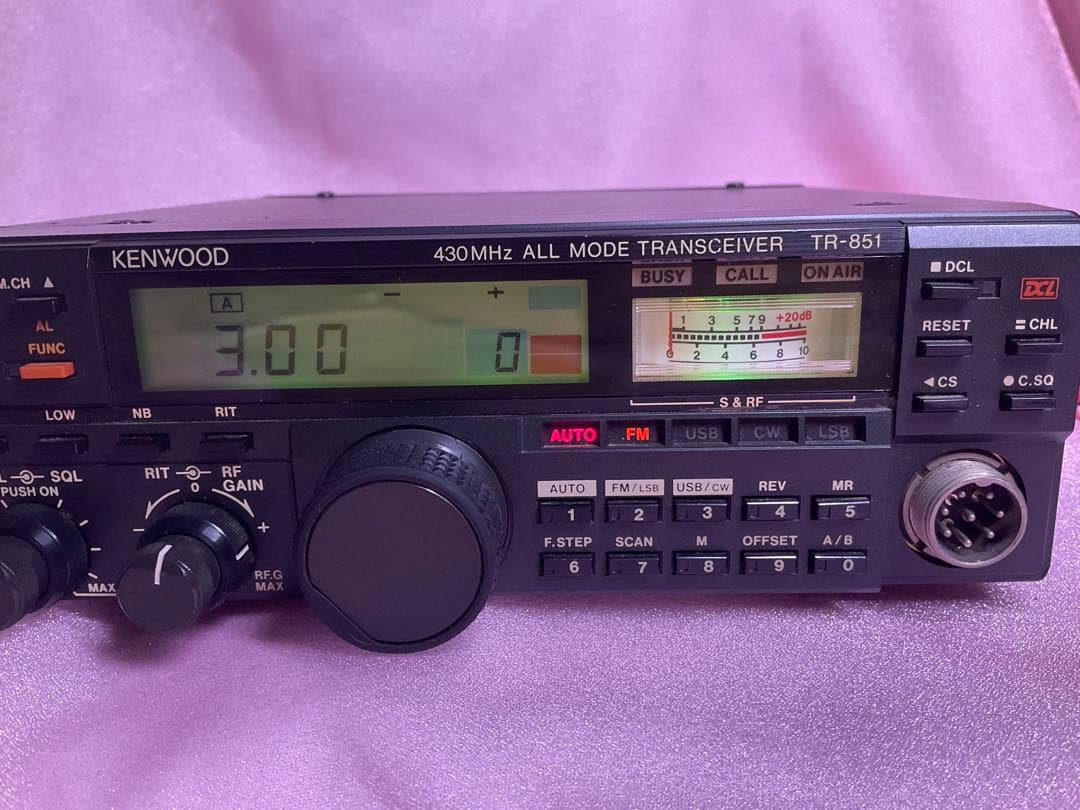 KENWOOD
430MHz ALL MODE TRANSCEIVER TR-851
M.CH ▲
AL
FUNC
A
− +
3.00 0
BUSY CALL ON AIR
1 3 5 7 9 +20dB
0 2 4 6 8 10
S & RF
■ DCL
DCL
RESET
CHL
◀ CS
● C.SQ
LOW NB RIT
AUTO FM USB CW LSB
SQL
PUSH ON
MAX
RIT RF GAIN
0
− +
RF.G MAX
AUTO FM/LSB USB/CW REV MR
1 2 3 4 5
F.STEP SCAN M OFFSET A/B
6 7 8 9 0